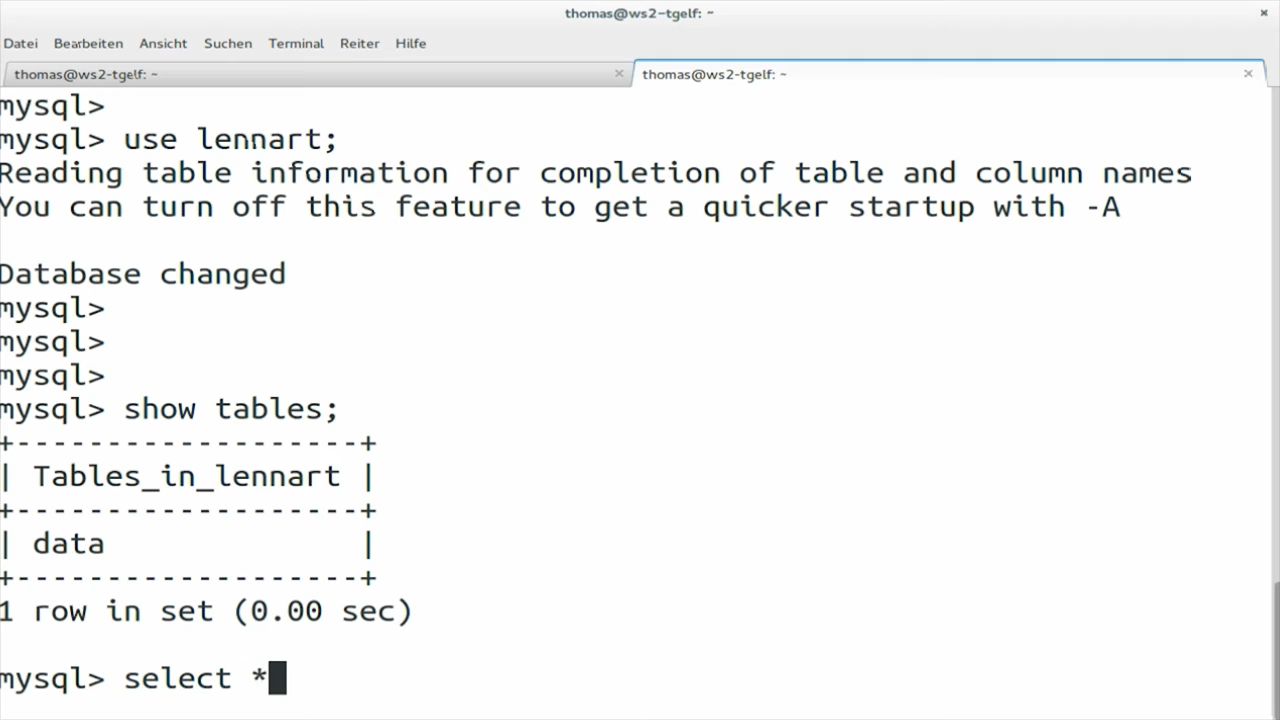 thomas@ws2-tgelf: ~
Datei Bearbeiten Ansicht Suchen Terminal Reiter Hilfe
thomas@ws2-tgelf: ~ thomas@ws2-tgelf: ~
mysql>
mysql> use lennart;
Reading table information for completion of table and column names
You can turn off this feature to get a quicker startup with -A
Database changed
mysql>
mysql>
mysql>
mysql> show tables;
+-------------------+
| Tables_in_lennart |
+-------------------+
| data              |
+-------------------+
1 row in set (0.00 sec)
mysql> select *